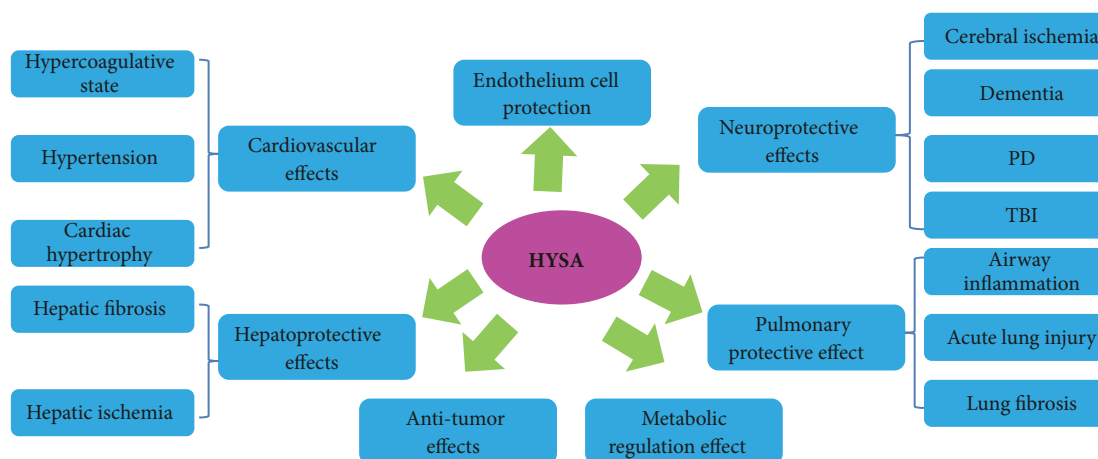 Hypercoagulative
state
Hypertension
Cardiac
hypertrophy
Cardiovascular
effects
Endothelium cell
protection
Neuroprotective
effects
Cerebral ischemia
Dementia
PD
TBI
HYSA
Hepatic fibrosis
Hepatic ischemia
Hepatoprotective
effects
Anti-tumor
effects
Metabolic
regulation effect
Pulmonary
protective effect
Airway
inflammation
Acute lung injury
Lung fibrosis